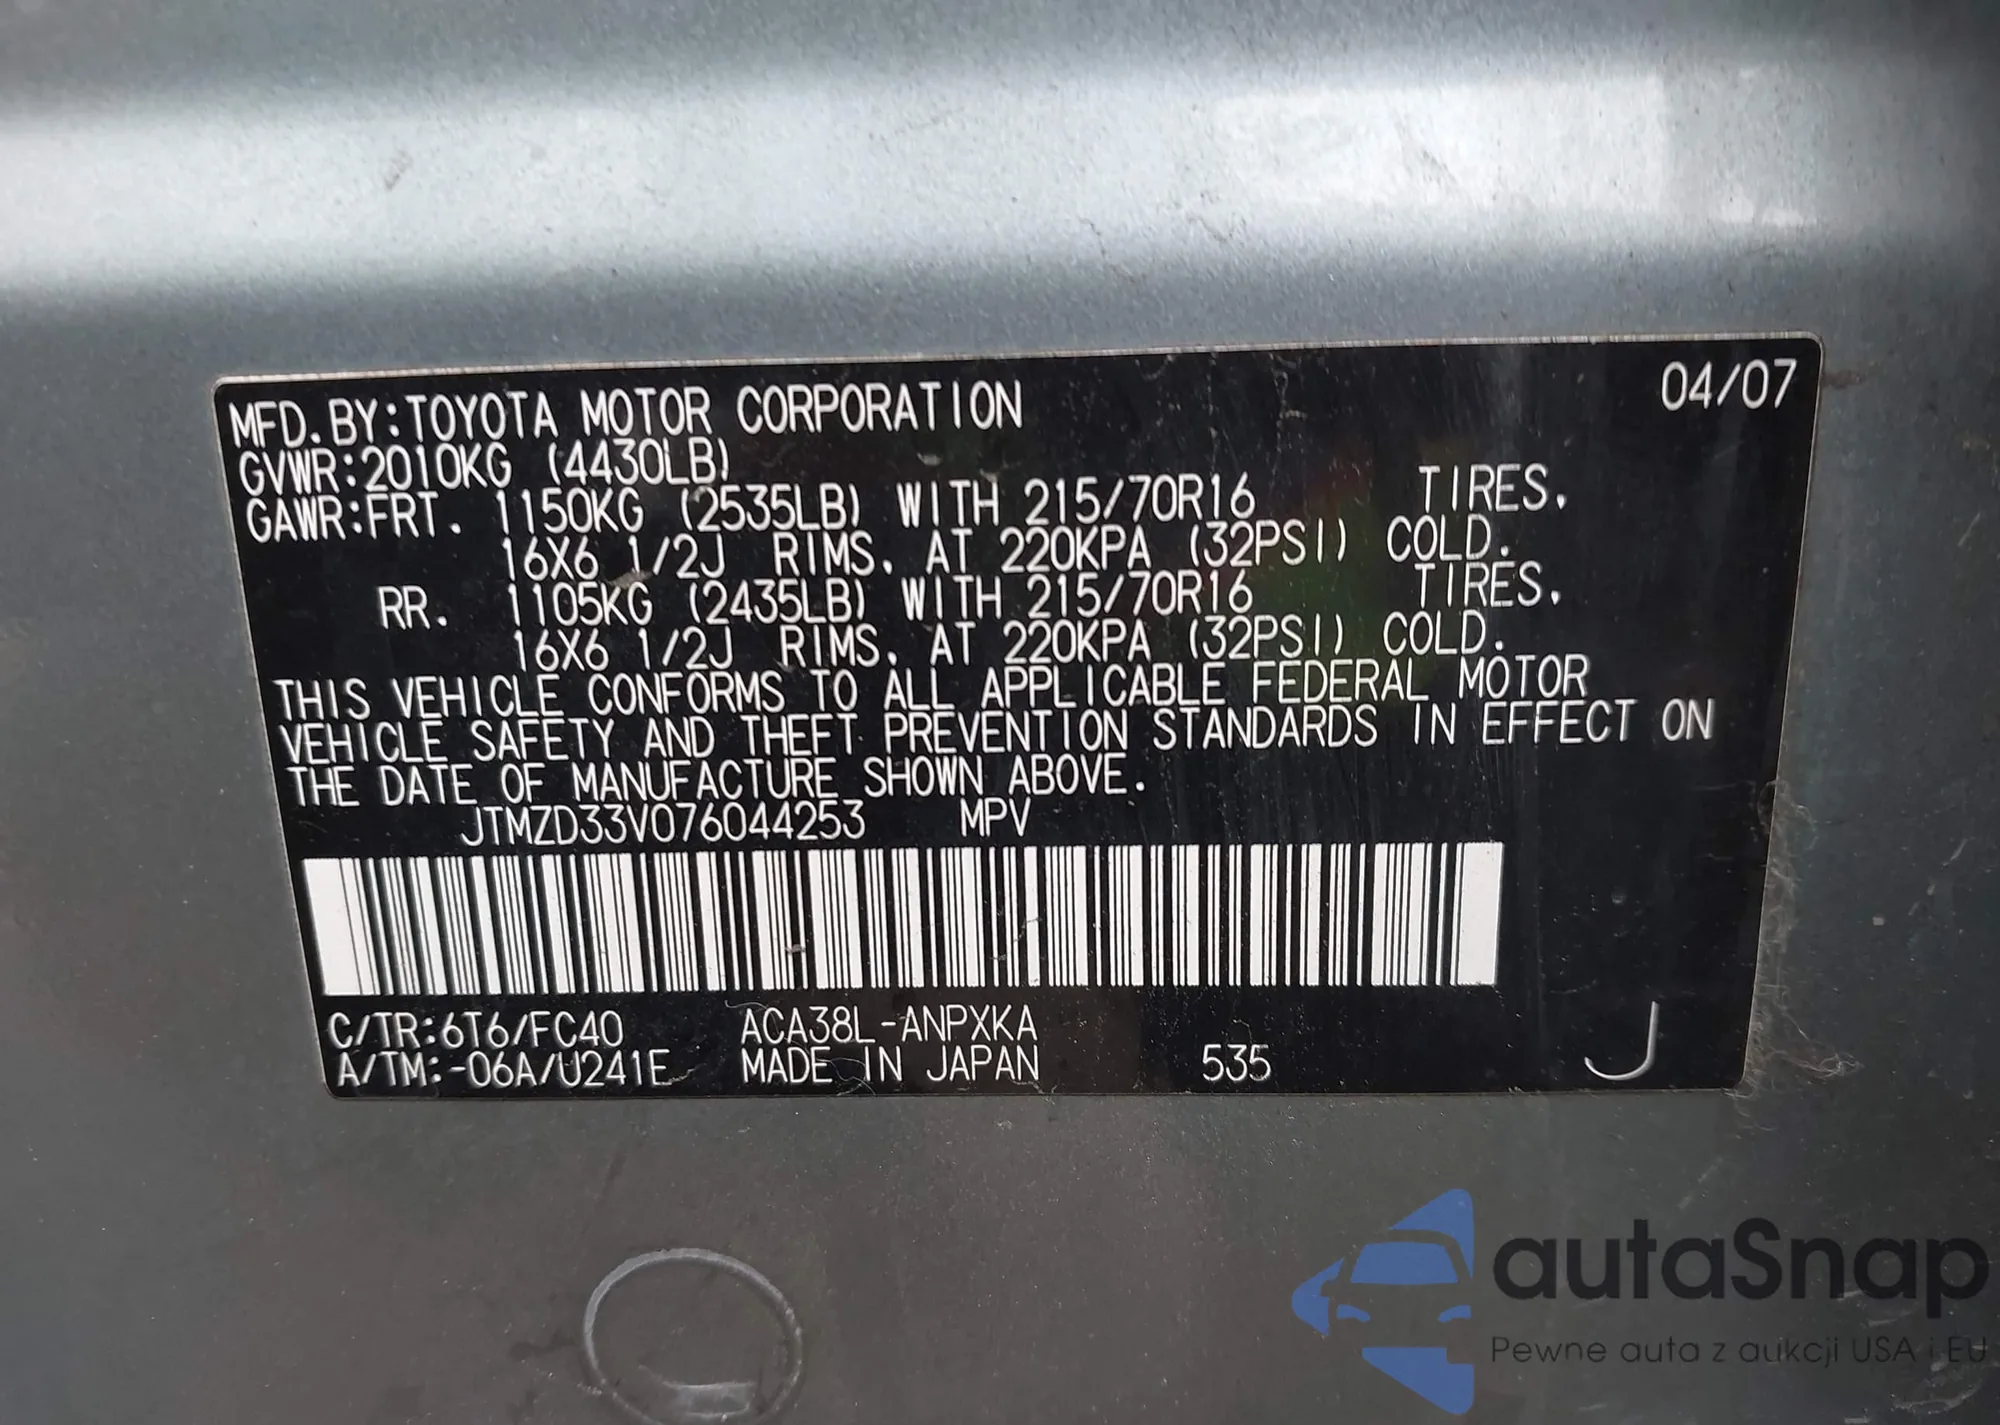 04/07
MFD.BY:TOYOTA MOTOR CORPORATION
GVWR:2010KG (4430LB)
GAWR:FRT. 1150KG (2535LB) WITH 215/70R16 TIRES.
16X6 1/2J RIMS. AT 220KPA (32PSI) COLD.
RR. 1105KG (2435LB) WITH 215/70R16 TIRES.
16X6 1/2J RIMS. AT 220KPA (32PSI) COLD.
THIS VEHICLE CONFORMS TO ALL APPLICABLE FEDERAL MOTOR
VEHICLE SAFETY AND THEFT PREVENTION STANDARDS IN EFFECT ON
THE DATE OF MANUFACTURE SHOWN ABOVE.
JTMZD33V076044253 MPV
C/TR:6T6/FC40 ACA38L-ANPXKA
A/TM:-06A/U241E MADE IN JAPAN 535 J
autaSnap
Pewne auta z aukcji USA i EU